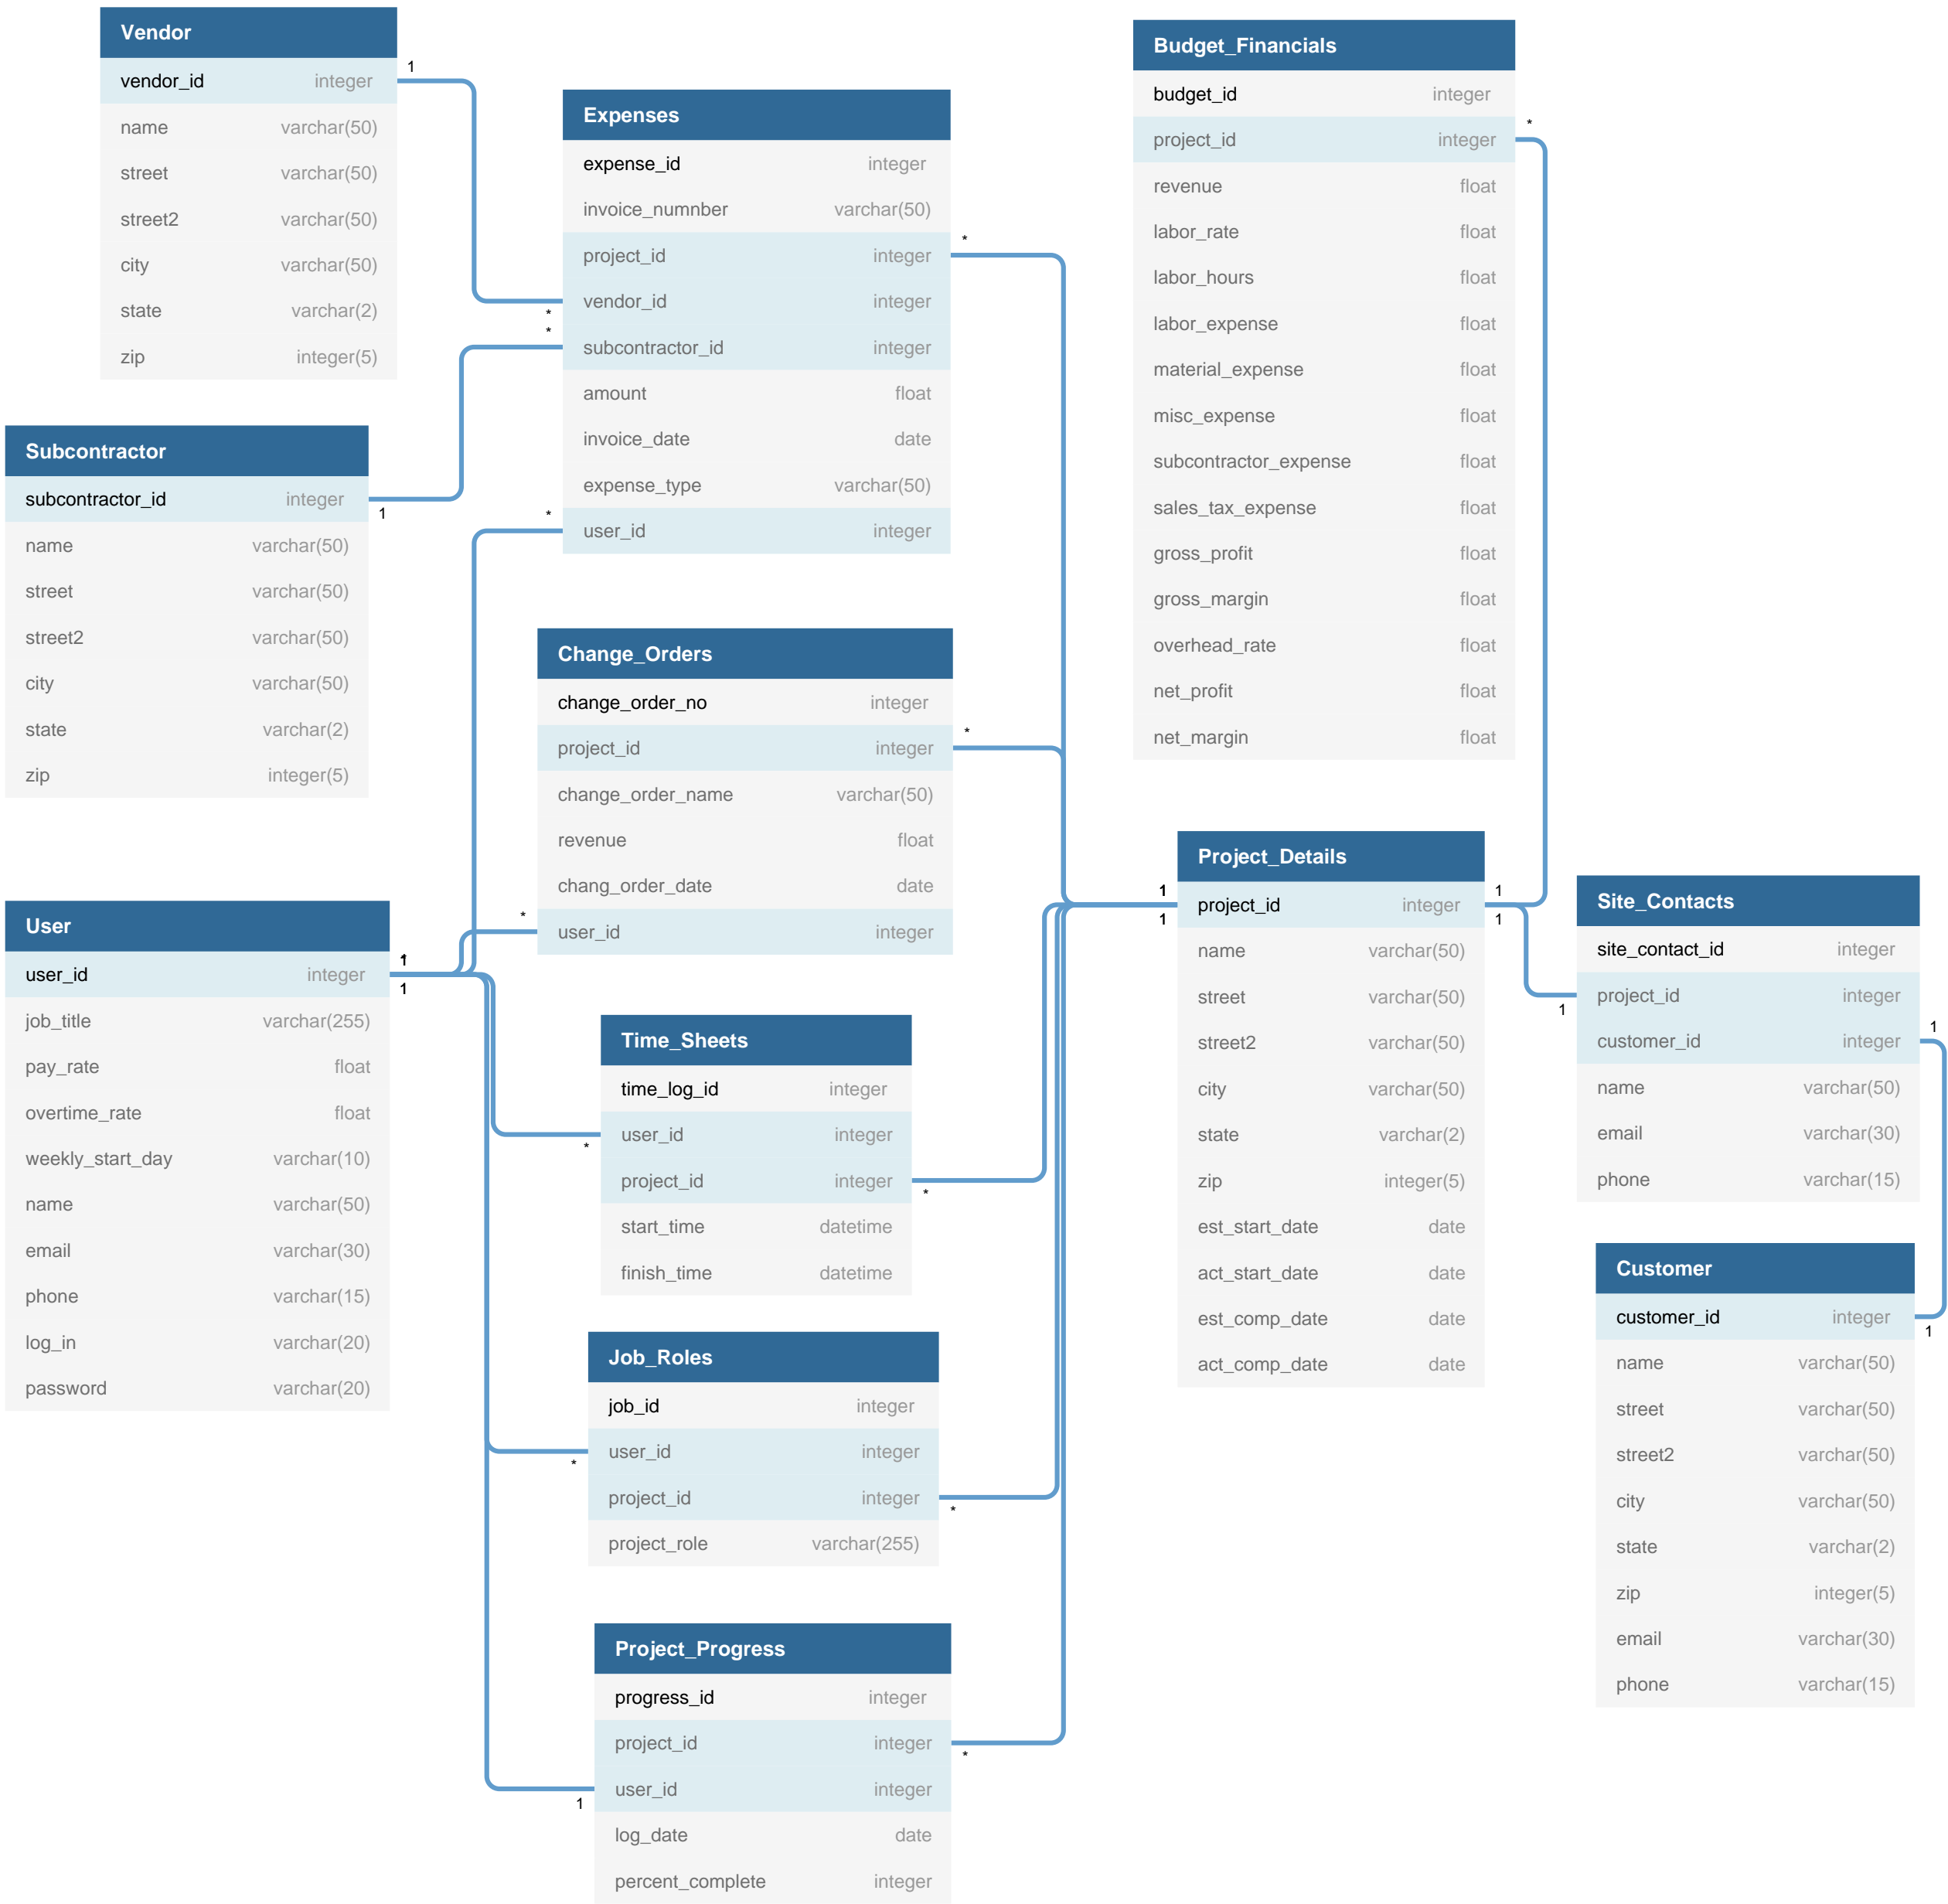 Vendor
vendor_id integer
name varchar(50)
street varchar(50)
street2 varchar(50)
city varchar(50)
state varchar(2)
zip integer(5)
1
Subcontractor
subcontractor_id integer
name varchar(50)
street varchar(50)
street2 varchar(50)
city varchar(50)
state varchar(2)
zip integer(5)
1
User
user_id integer
job_title varchar(255)
pay_rate float
overtime_rate float
weekly_start_day varchar(10)
name varchar(50)
email varchar(30)
phone varchar(15)
log_in varchar(20)
password varchar(20)
1
1
Expenses
expense_id integer
invoice_numnber varchar(50)
project_id integer *
vendor_id integer
*
*
subcontractor_id integer
amount float
invoice_date date
expense_type varchar(50)
* user_id integer
Change_Orders
change_order_no integer
project_id integer *
change_order_name varchar(50)
revenue float
chang_order_date date
* user_id integer
Time_Sheets
time_log_id integer
* user_id integer
project_id integer *
start_time datetime
finish_time datetime
Job_Roles
job_id integer
* user_id integer
project_id integer *
project_role varchar(255)
Project_Progress
progress_id integer
project_id integer *
1 user_id integer
log_date date
percent_complete integer
Budget_Financials
budget_id integer
project_id integer *
revenue float
labor_rate float
labor_hours float
labor_expense float
material_expense float
misc_expense float
subcontractor_expense float
sales_tax_expense float
gross_profit float
gross_margin float
overhead_rate float
net_profit float
net_margin float
Project_Details
1 1
project_id integer
1 1
name varchar(50)
street varchar(50)
street2 varchar(50)
city varchar(50)
state varchar(2)
zip integer(5)
est_start_date date
act_start_date date
est_comp_date date
act_comp_date date
Site_Contacts
site_contact_id integer
1 project_id integer
customer_id integer 1
name varchar(50)
email varchar(30)
phone varchar(15)
Customer
customer_id integer 1
name varchar(50)
street varchar(50)
street2 varchar(50)
city varchar(50)
state varchar(2)
zip integer(5)
email varchar(30)
phone varchar(15)